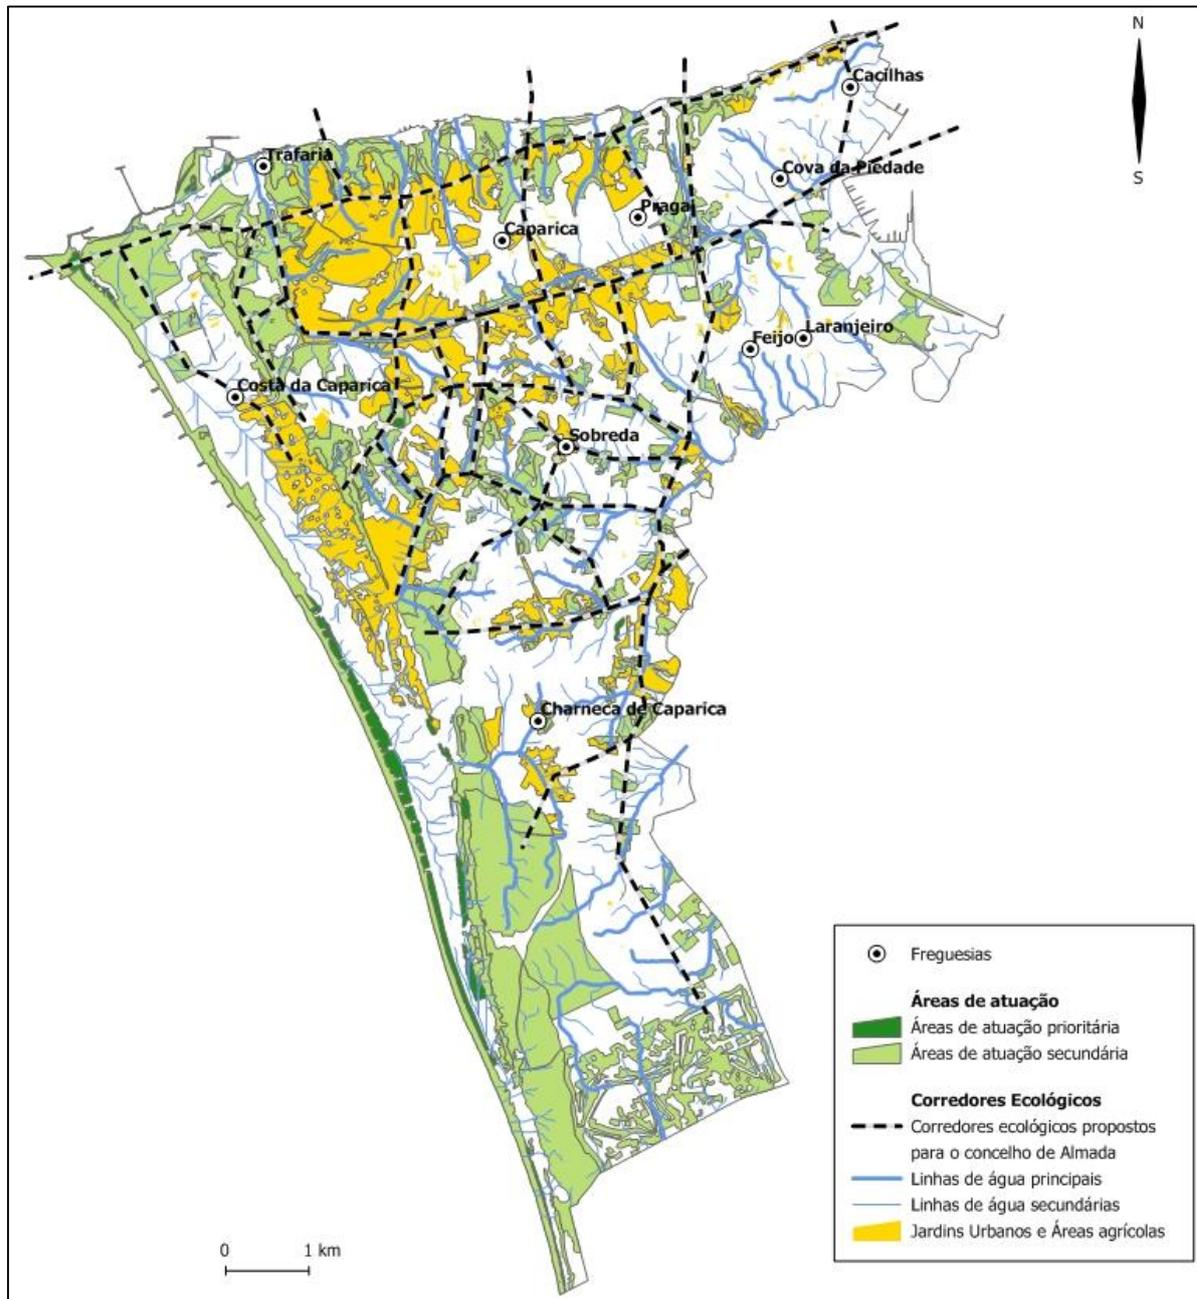 N
S
Cacilhas
Trafaria
Cova da Piedade
Pragal
Caparica
Laranjeiro
Feijo
Costa da Caparica
Sobreda
Charneca de Caparica
Freguesias
Áreas de atuação
Áreas de atuação prioritária
Áreas de atuação secundária
Corredores Ecológicos
Corredores ecológicos propostos
para o concelho de Almada
Linhas de água principais
Linhas de água secundárias
Jardins Urbanos e Áreas agrícolas
0 1 km